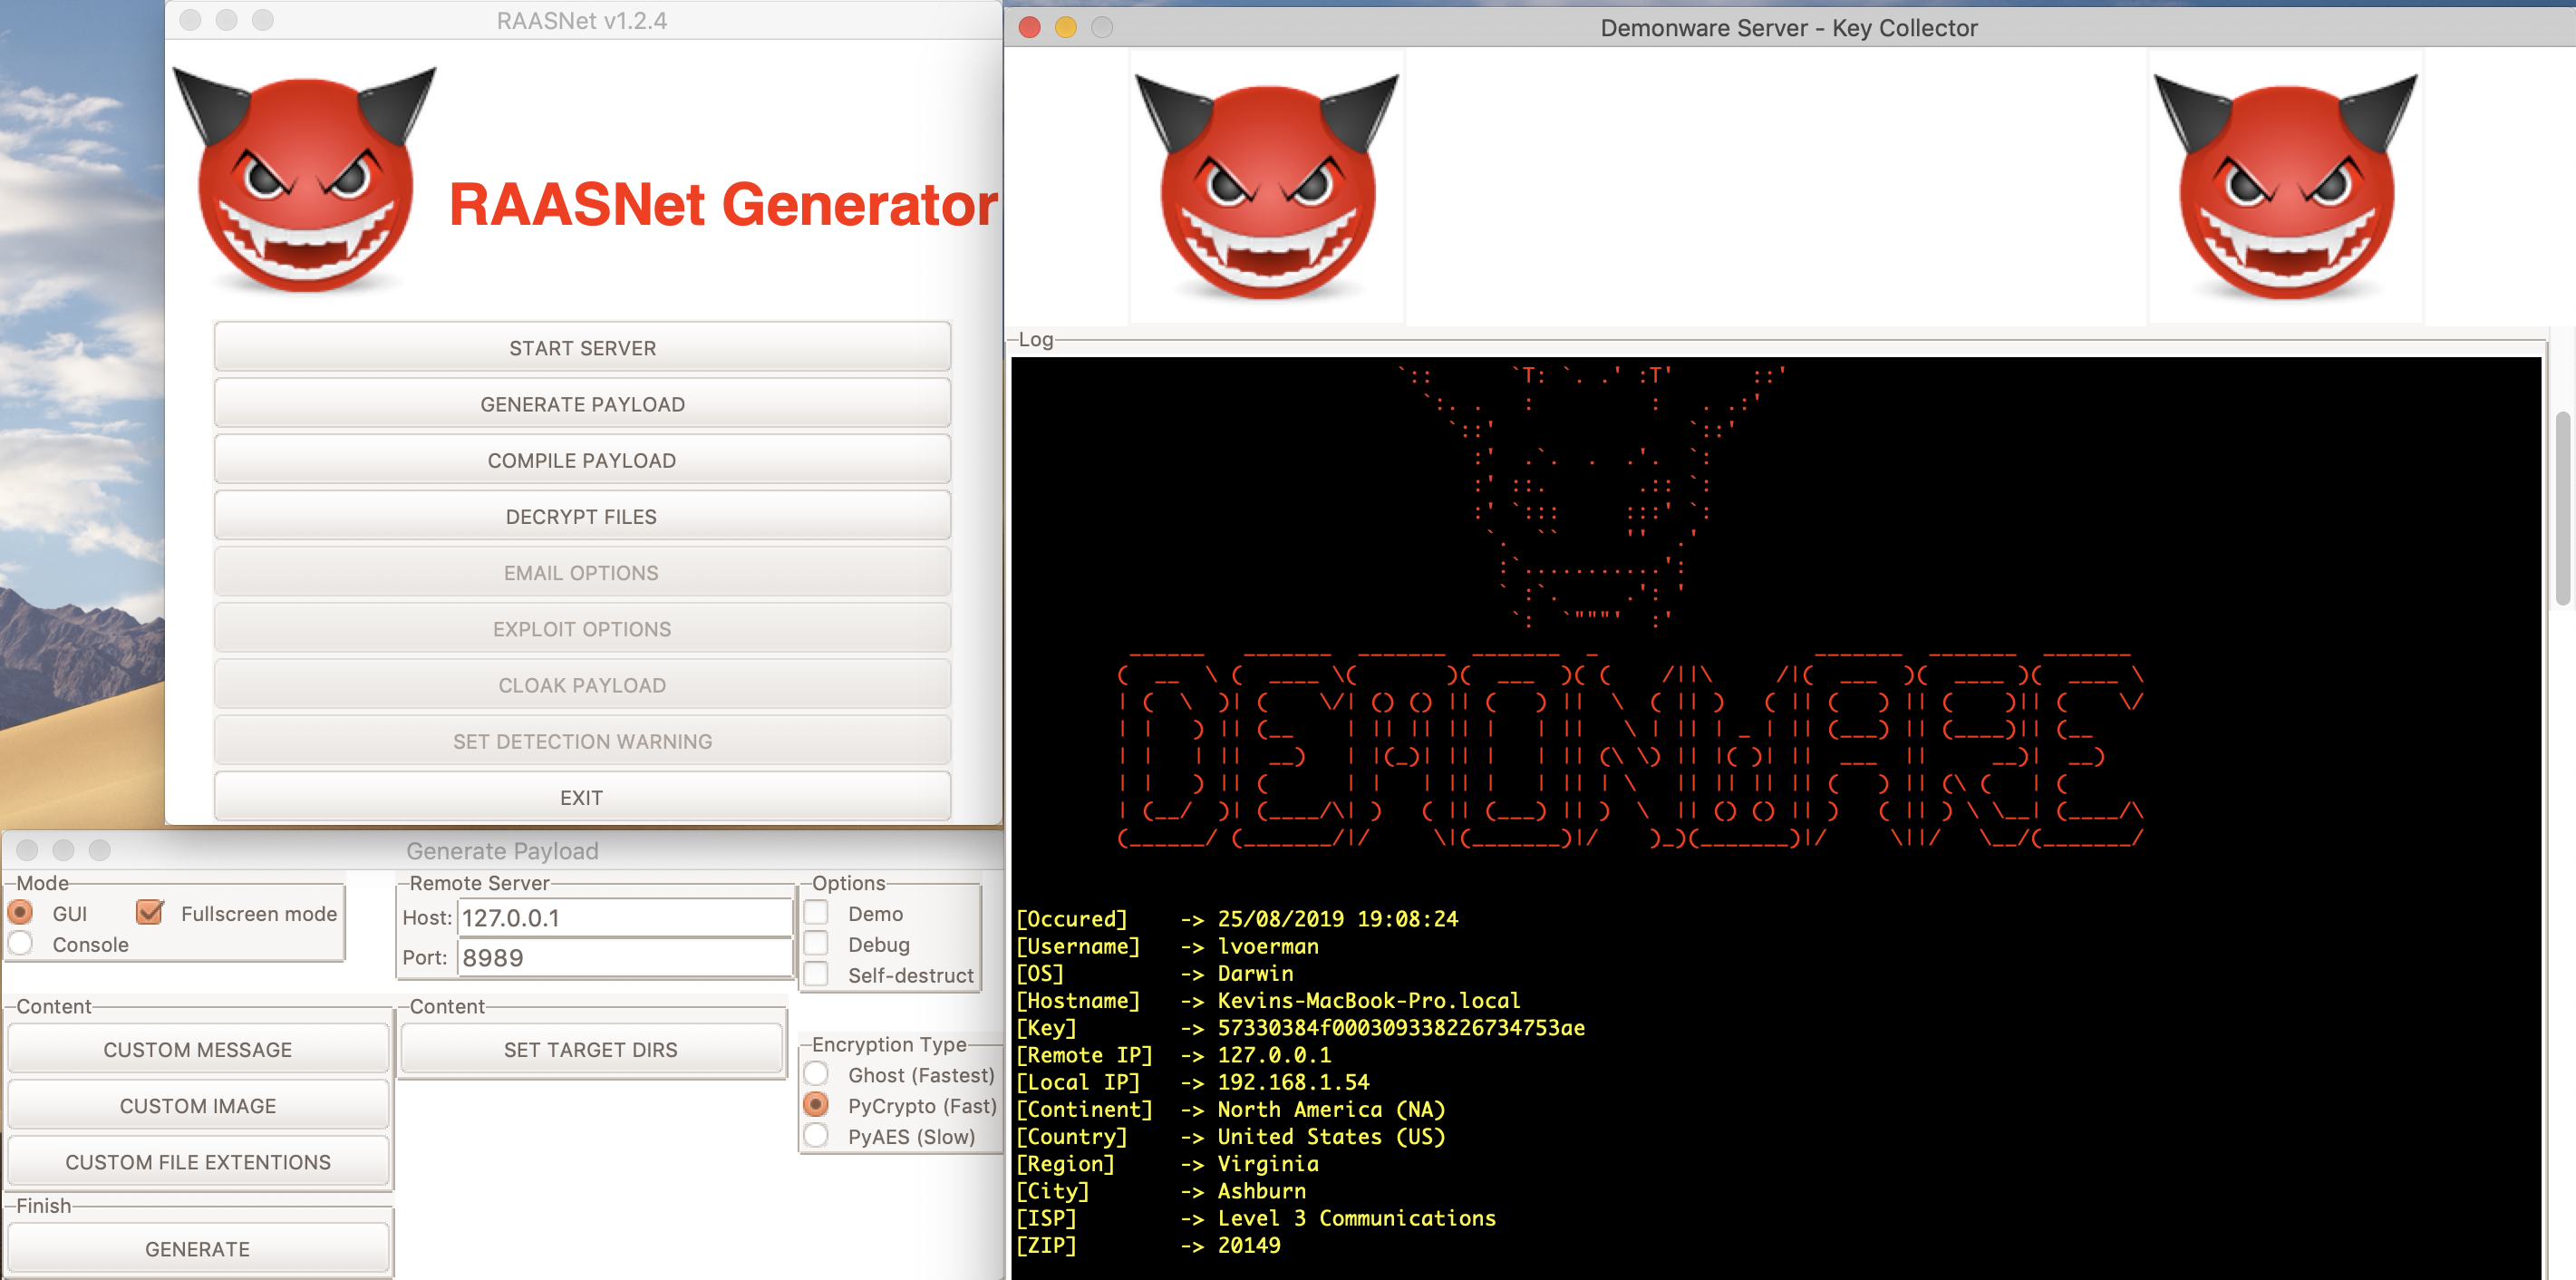 RAASNet v1.2.4
RAASNet Generator
START SERVER
GENERATE PAYLOAD
COMPILE PAYLOAD
DECRYPT FILES
EMAIL OPTIONS
EXPLOIT OPTIONS
CLOAK PAYLOAD
SET DETECTION WARNING
EXIT
Generate Payload
Mode
GUI
Fullscreen mode
Console
Remote Server
Host: 127.0.0.1
Port: 8989
Options
Demo
Debug
Self-destruct
Content
CUSTOM MESSAGE
CUSTOM IMAGE
CUSTOM FILE EXTENTIONS
Content
SET TARGET DIRS
Encryption Type
Ghost (Fastest)
PyCrypto (Fast)
PyAES (Slow)
Finish
GENERATE
Demonware Server - Key Collector
Log
DEMONWARE
[Occured] -> 25/08/2019 19:08:24
[Username] -> lvoerman
[OS] -> Darwin
[Hostname] -> Kevins-MacBook-Pro.local
[Key] -> 57330384f000309338226734753ae
[Remote IP] -> 127.0.0.1
[Local IP] -> 192.168.1.54
[Continent] -> North America (NA)
[Country] -> United States (US)
[Region] -> Virginia
[City] -> Ashburn
[ISP] -> Level 3 Communications
[ZIP] -> 20149